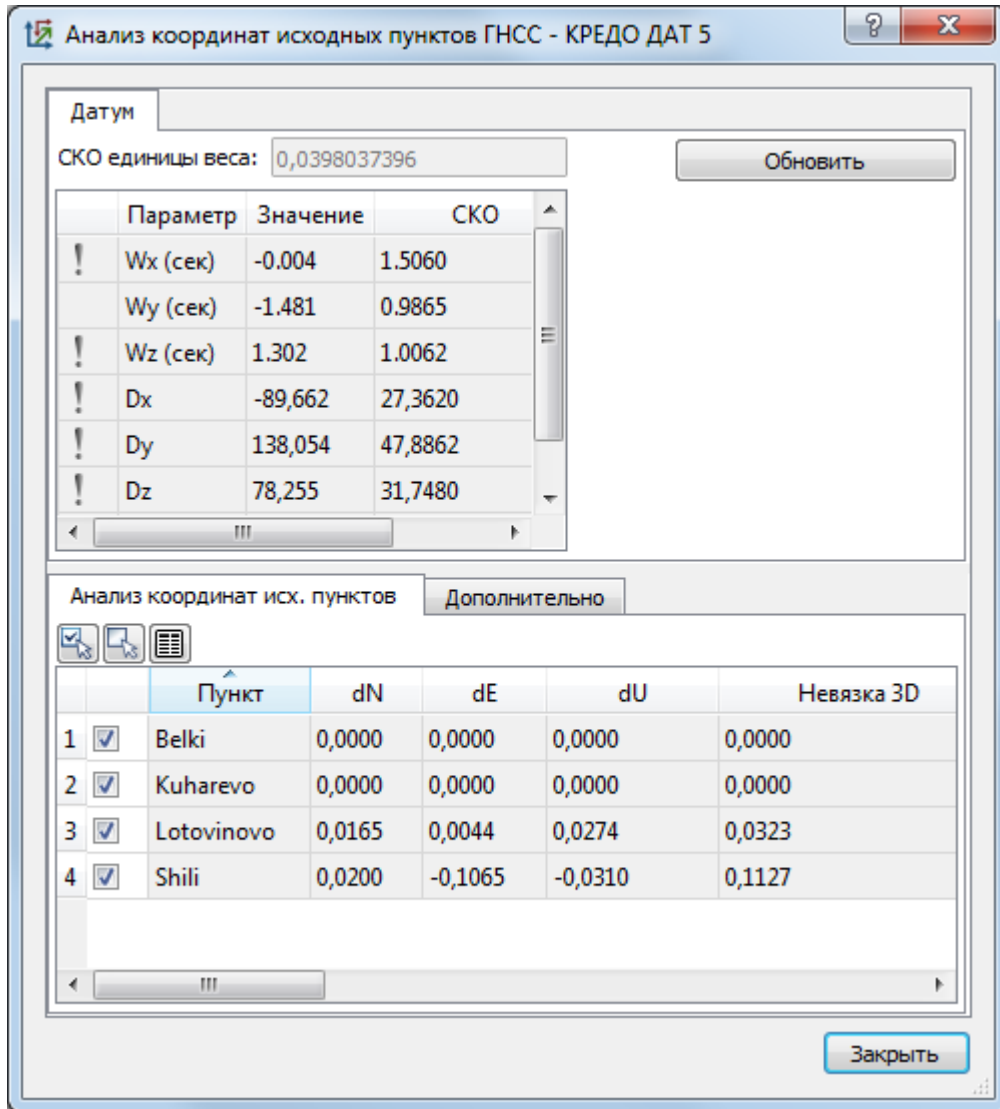 Анализ координат исходных пунктов ГНСС - КРЕДО ДАТ 5
Датум
СКО единицы веса: 0,0398037396 Обновить
Параметр Значение СКО
! Wx (сек) -0.004 1.5060
Wy (сек) -1.481 0.9865
! Wz (сек) 1.302 1.0062
! Dx -89,662 27,3620
! Dy 138,054 47,8862
! Dz 78,255 31,7480
Анализ координат исх. пунктов Дополнительно
Пункт dN dE dU Невязка 3D
1 Belki 0,0000 0,0000 0,0000 0,0000
2 Kuharevo 0,0000 0,0000 0,0000 0,0000
3 Lotovinovo 0,0165 0,0044 0,0274 0,0323
4 Shili 0,0200 -0,1065 -0,0310 0,1127
Закрыть